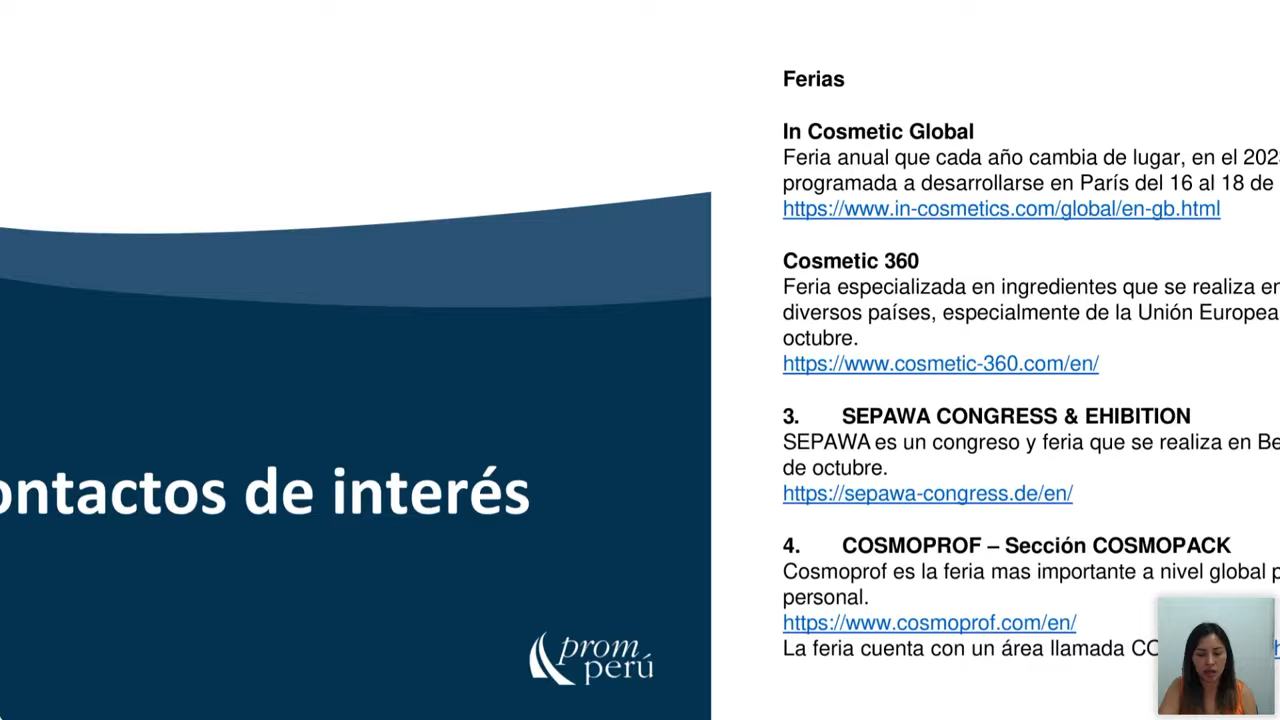 ontactos de interés
prom
perú
Ferias
In Cosmetic Global
Feria anual que cada año cambia de lugar, en el 202
programada a desarrollarse en París del 16 al 18 de
https://www.in-cosmetics.com/global/en-gb.html
Cosmetic 360
Feria especializada en ingredientes que se realiza en
diversos países, especialmente de la Unión Europea
octubre.
https://www.cosmetic-360.com/en/
3. SEPAWA CONGRESS & EHIBITION
SEPAWA es un congreso y feria que se realiza en Be
de octubre.
https://sepawa-congress.de/en/
4. COSMOPROF – Sección COSMOPACK
Cosmoprof es la feria mas importante a nivel global p
personal.
https://www.cosmoprof.com/en/
La feria cuenta con un área llamada CO